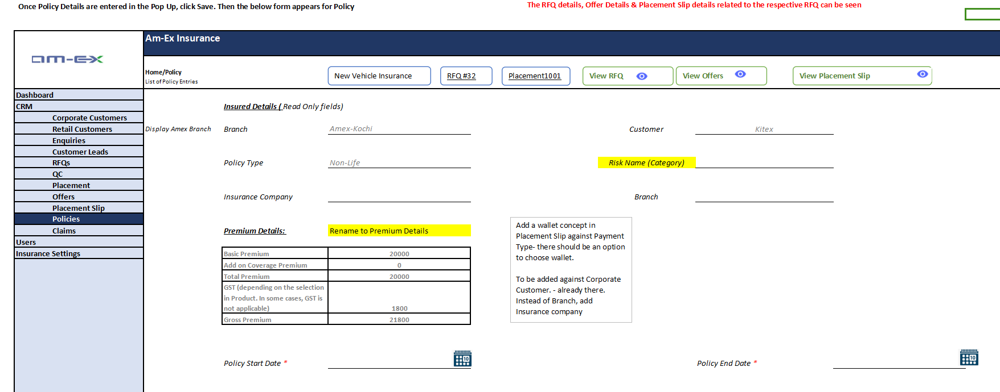 Once Policy Details are entered in the Pop Up, click Save. Then the below form appears for Policy
The RFQ details, Offer Details & Placement Slip details related to the respective RFQ can be seen
am-ex
Am-Ex Insurance
Home/Policy
List of Policy Entries
New Vehicle Insurance
RFQ #32
Placement1001
View RFQ
View Offers
View Placement Slip
Dashboard
CRM
Corporate Customers
Retail Customers
Enquiries
Customer Leads
RFQs
QC
Placement
Offers
Placement Slip
Policies
Claims
Users
Insurance Settings
Insured Details ( Read Only fields)
Display Amex Branch
Branch
Amex-Kochi
Customer
Kitex
Policy Type
Non-Life
Risk Name (Category)
Insurance Company
Branch
Premium Details:
Rename to Premium Details
Basic Premium 20000
Add on Coverage Premium 0
Total Premium 20000
GST (depending on the selection
in Product. In some cases, GST is
not applicable) 1800
Gross Premium 21800
Add a wallet concept in
Placement Slip against Payment
Type- there should be an option
to choose wallet.
To be added against Corporate
Customer. - already there.
Instead of Branch, add
Insurance company
Policy Start Date *
10
Policy End Date *
10